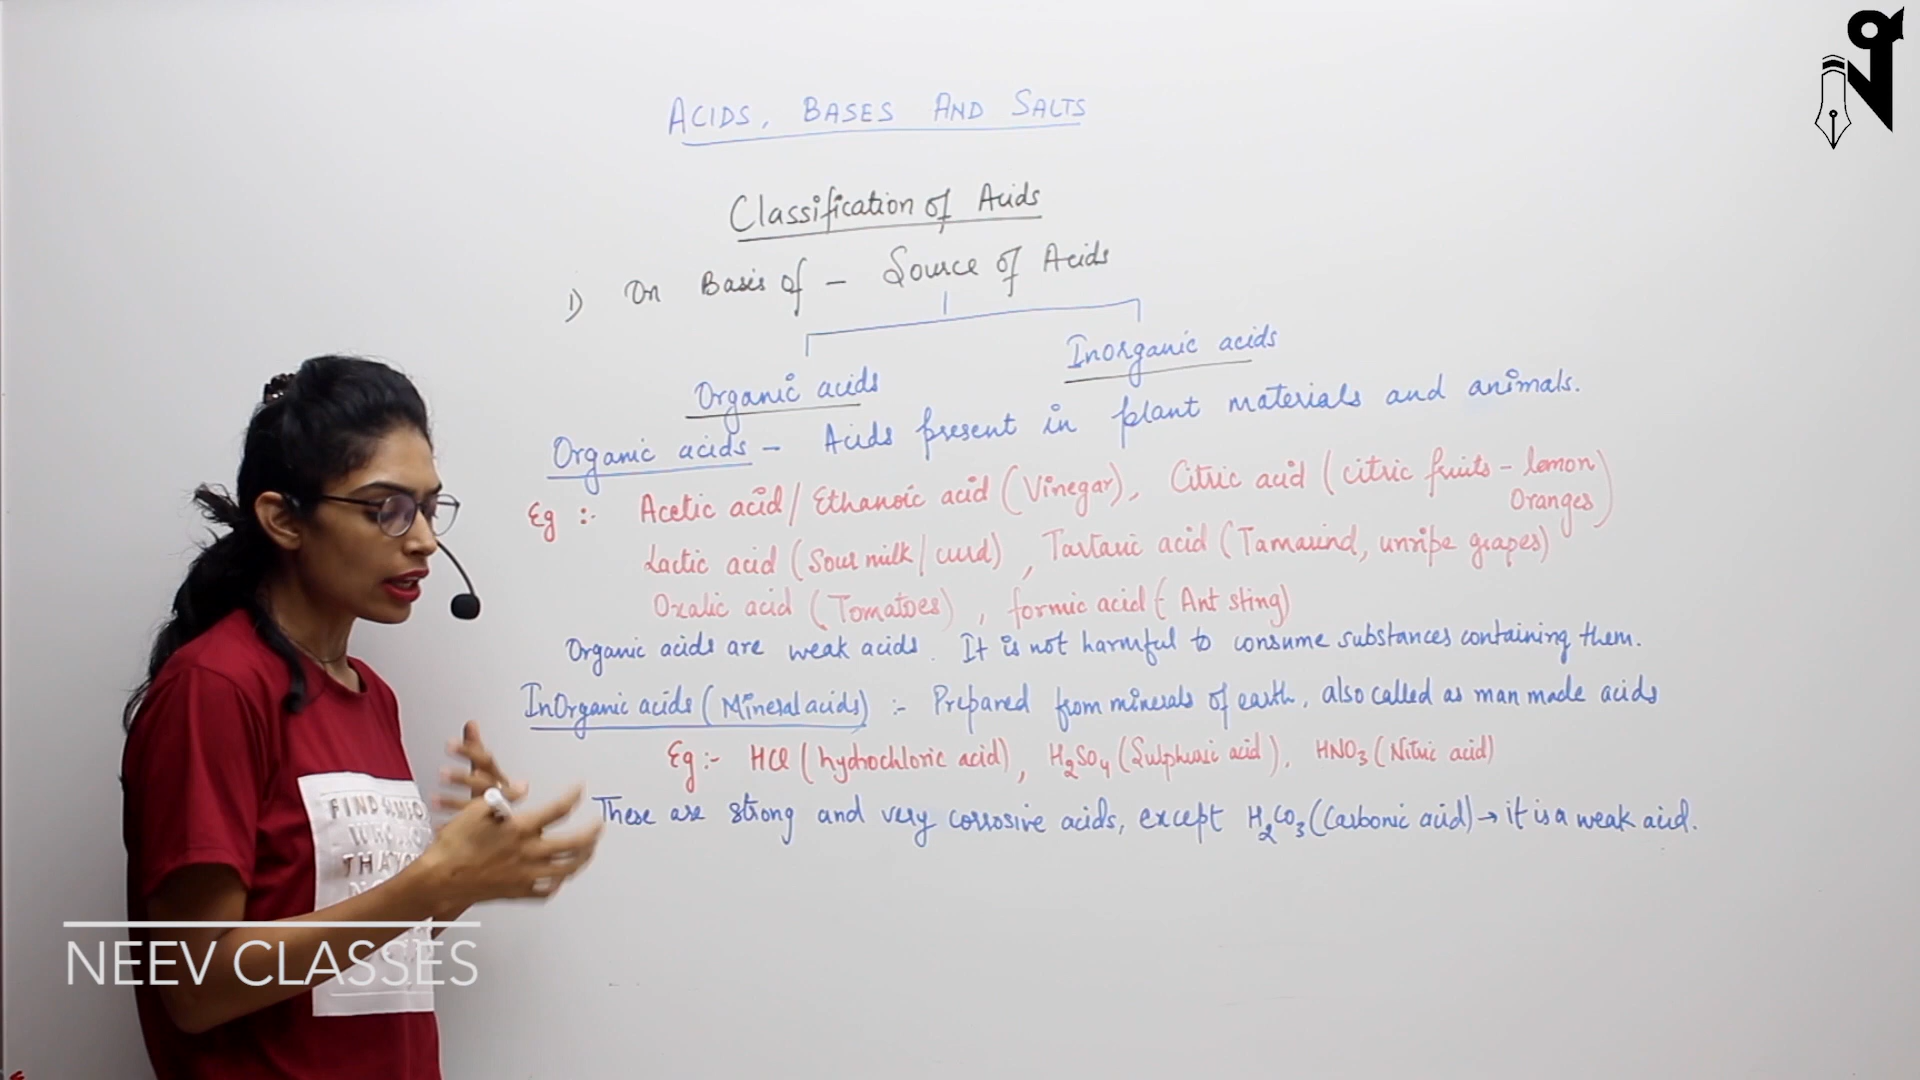 ACIDS, BASES AND SALTS
Classification of Acids
1) On Basis of – Source of Acids
Organic acids
Inorganic acids
Organic acids – Acids present in plant materials and animals.
Eg :- Acetic acid / Ethanoic acid (Vinegar), Citric acid (citric fruits – lemon
Oranges)
Lactic acid (Sour milk / curd), Tartaric acid (Tamarind, unripe grapes)
Oxalic acid (Tomatoes), formic acid (Ant sting)
Organic acids are weak acids. It is not harmful to consume substances containing them.
InOrganic acids (Mineral acids) :- Prepared from minerals of earth, also called as man made acids
Eg :- HCl (hydrochloric acid), H₂SO₄ (Sulphuric acid), HNO₃ (Nitric acid)
These are strong and very corrosive acids, except H₂CO₃ (Carbonic acid) → it is a weak acid.
FIND
THA
NEEV CLASSES